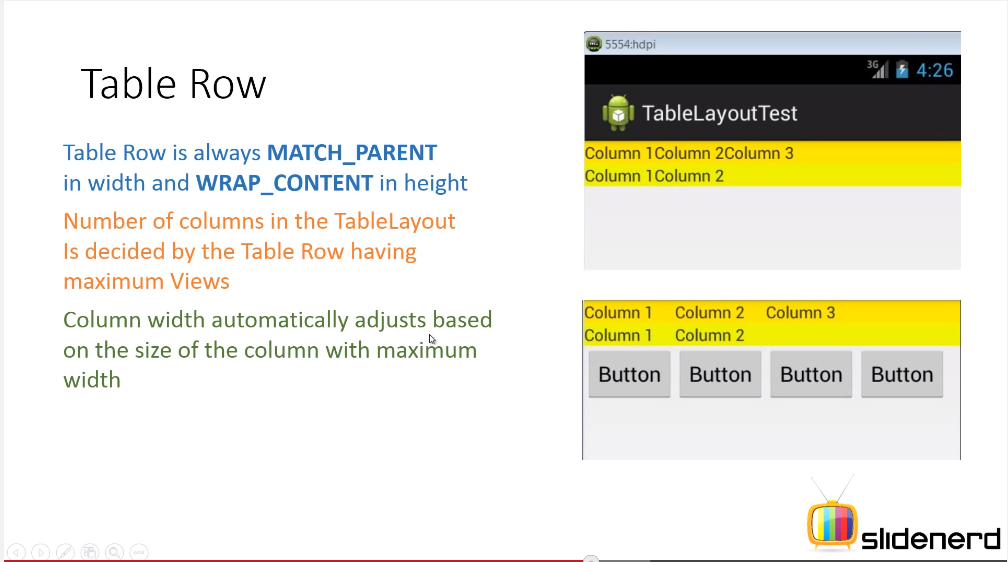 Table Row
Table Row is always MATCH_PARENT
in width and WRAP_CONTENT in height
Number of columns in the TableLayout
Is decided by the Table Row having
maximum Views
Column width automatically adjusts based
on the size of the column with maximum
width
5554:hdpi
3G 4:26
TableLayoutTest
Column 1Column 2Column 3
Column 1Column 2
Column 1 Column 2 Column 3
Column 1 Column 2
Button Button Button Button
slidenerd